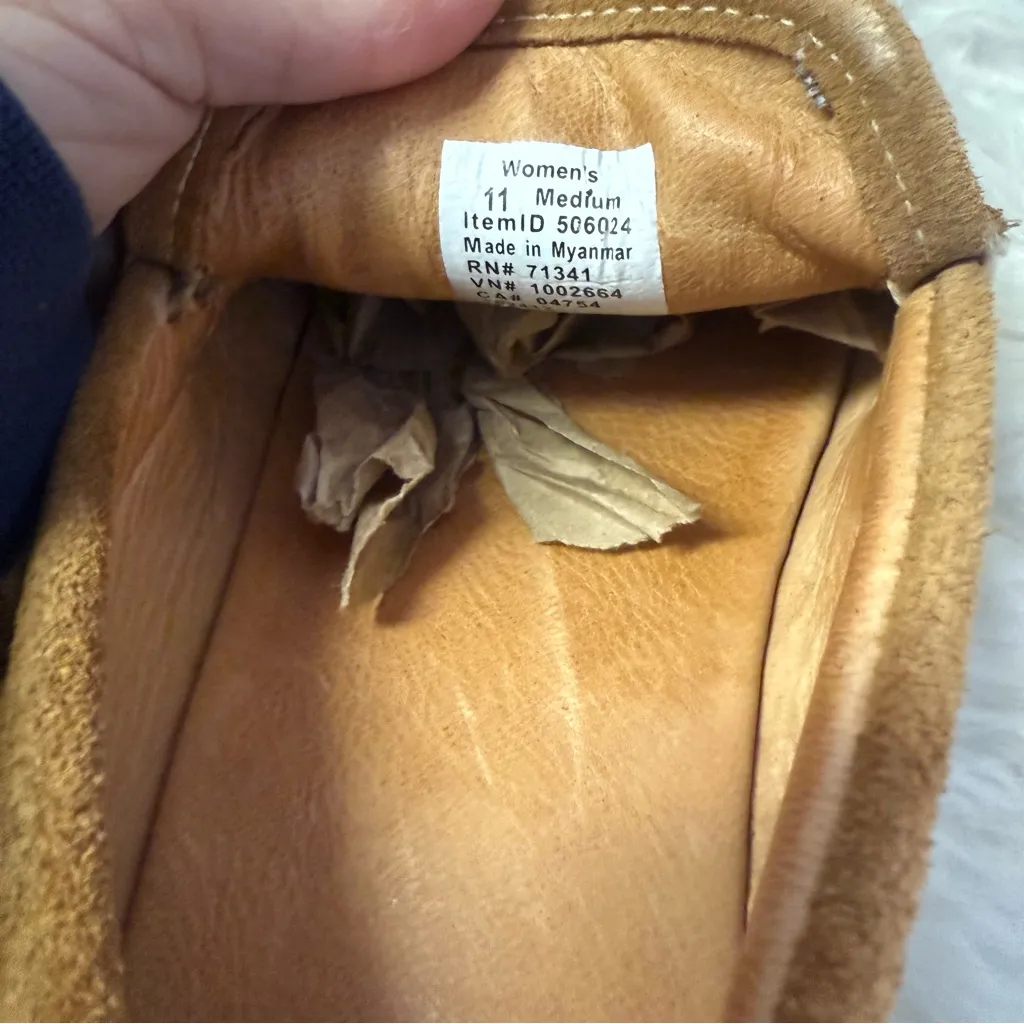 Women's
11 Medium
ItemID 506024
Made in Myanmar
RN# 71341
VN# 1002664
CA# 04754